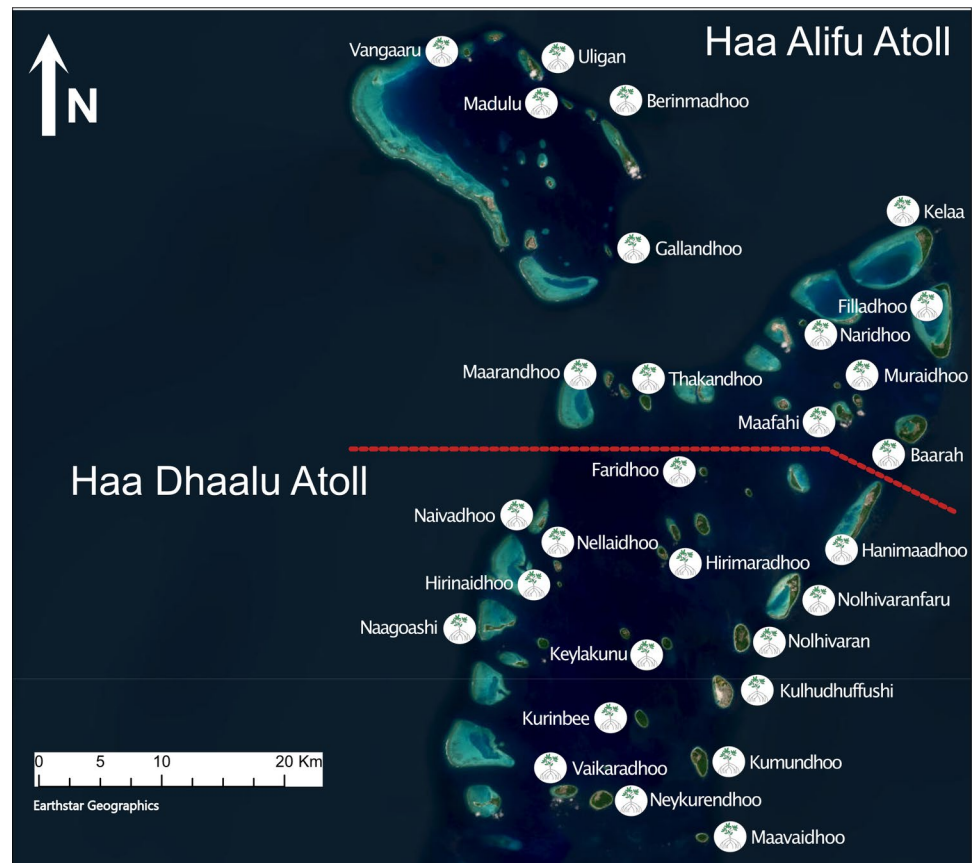 Haa Alifu Atoll
N
Vangaaru
Uligan
Madulu
Berinmadhoo
Kelaa
Gallandhoo
Filladhoo
Naridhoo
Maarandhoo
Thakandhoo
Muraidhoo
Maafahi
Baarah
Haa Dhaalu Atoll
Faridhoo
Naivadhoo
Nellaidhoo
Hanimaadhoo
Hirimaradhoo
Hirinaidhoo
Nolhivaranfaru
Naagoashi
Nolhivaran
Keylakunu
Kulhudhuffushi
Kurinbee
Kumundhoo
Vaikaradhoo
Neykurendhoo
Maavaidhoo
0 5 10 20 Km
Earthstar Geographics